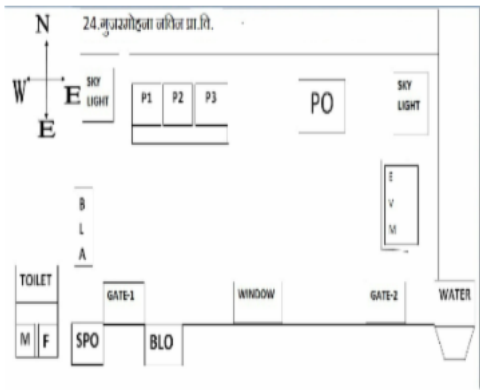 N
24.गुजरमोहना नविन प्रा.वि.
W
E
E
SKY
LIGHT
P1
P2
P3
PO
SKY
LIGHT
E
V
M
B
L
A
TOILET
GATE-1
WINDOW
GATE-2
WATER
M
F
SPO
BLO